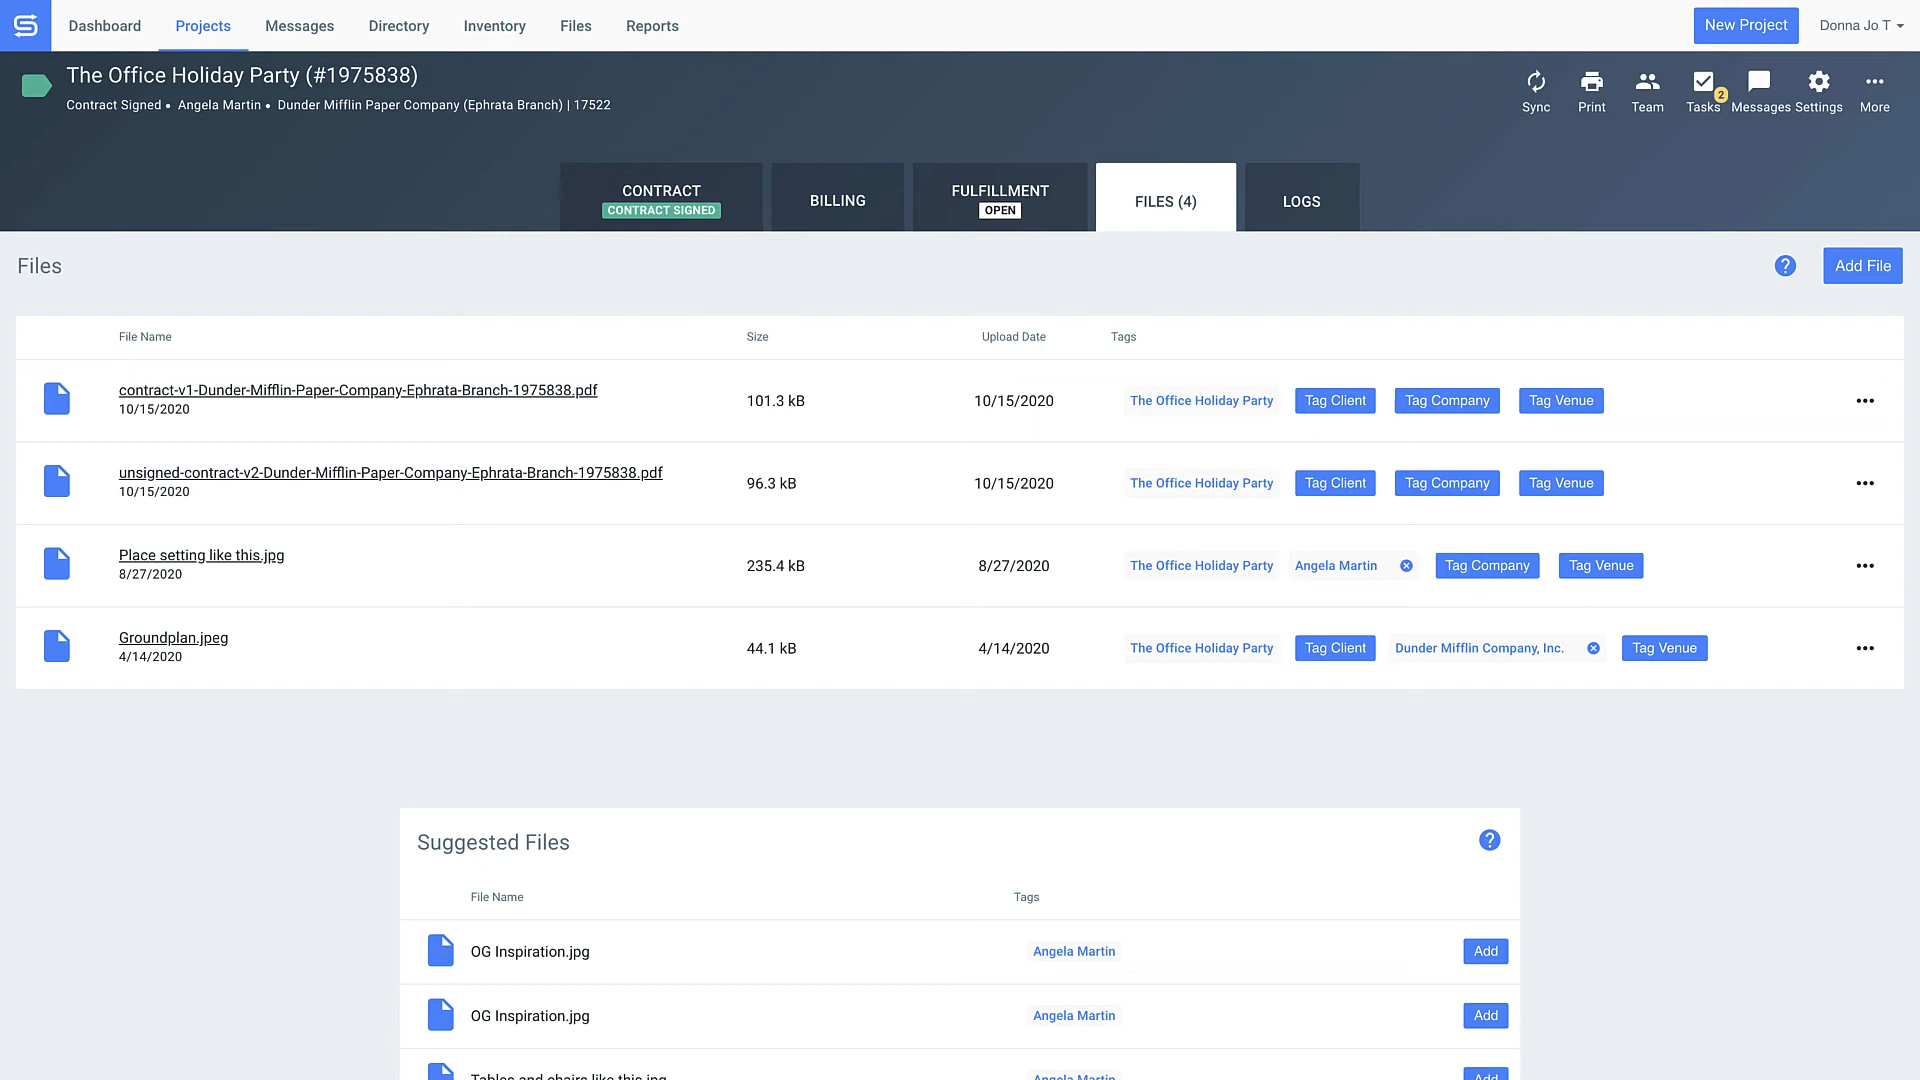 Dashboard Projects Messages Directory Inventory Files Reports New Project Donna Jo T
The Office Holiday Party (#1975838)
Contract Signed • Angela Martin • Dunder Mifflin Paper Company (Ephrata Branch) | 17522
Sync Print Team Tasks 2 Messages Settings More
CONTRACT
CONTRACT SIGNED
BILLING
FULFILLMENT
OPEN
FILES (4)
LOGS
Files ? Add File
File Name Size Upload Date Tags
contract-v1-Dunder-Mifflin-Paper-Company-Ephrata-Branch-1975838.pdf
10/15/2020
101.3 kB 10/15/2020 The Office Holiday Party Tag Client Tag Company Tag Venue
unsigned-contract-v2-Dunder-Mifflin-Paper-Company-Ephrata-Branch-1975838.pdf
10/15/2020
96.3 kB 10/15/2020 The Office Holiday Party Tag Client Tag Company Tag Venue
Place setting like this.jpg
8/27/2020
235.4 kB 8/27/2020 The Office Holiday Party Angela Martin Tag Company Tag Venue
Groundplan.jpeg
4/14/2020
44.1 kB 4/14/2020 The Office Holiday Party Tag Client Dunder Mifflin Company, Inc. Tag Venue
Suggested Files ?
File Name Tags
OG Inspiration.jpg Angela Martin Add
OG Inspiration.jpg Angela Martin Add
Tables and chairs like this.jpg Angela Martin Add